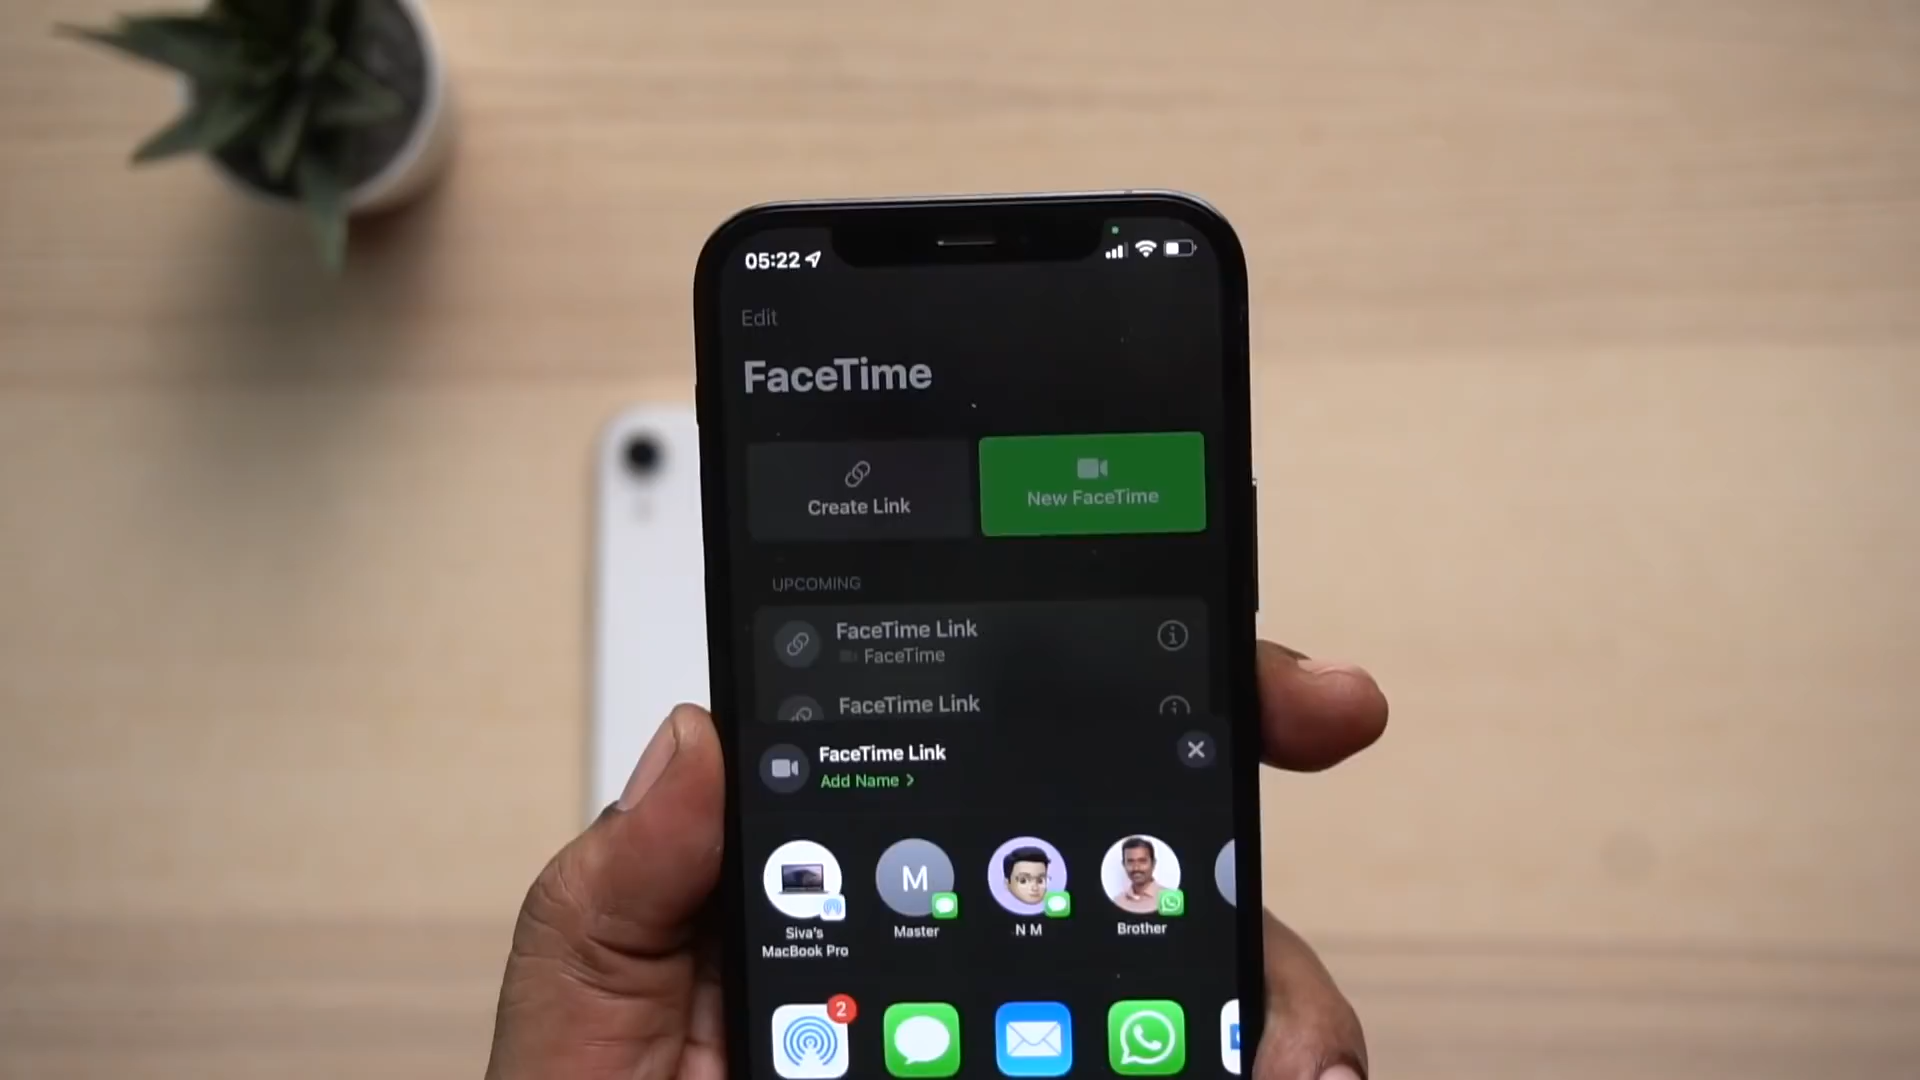 05:22
Edit
FaceTime
Create Link
New FaceTime
UPCOMING
FaceTime Link
FaceTime
FaceTime Link
FaceTime Link
Add Name >
M
Siva's
MacBook Pro
Master
N M
Brother
2